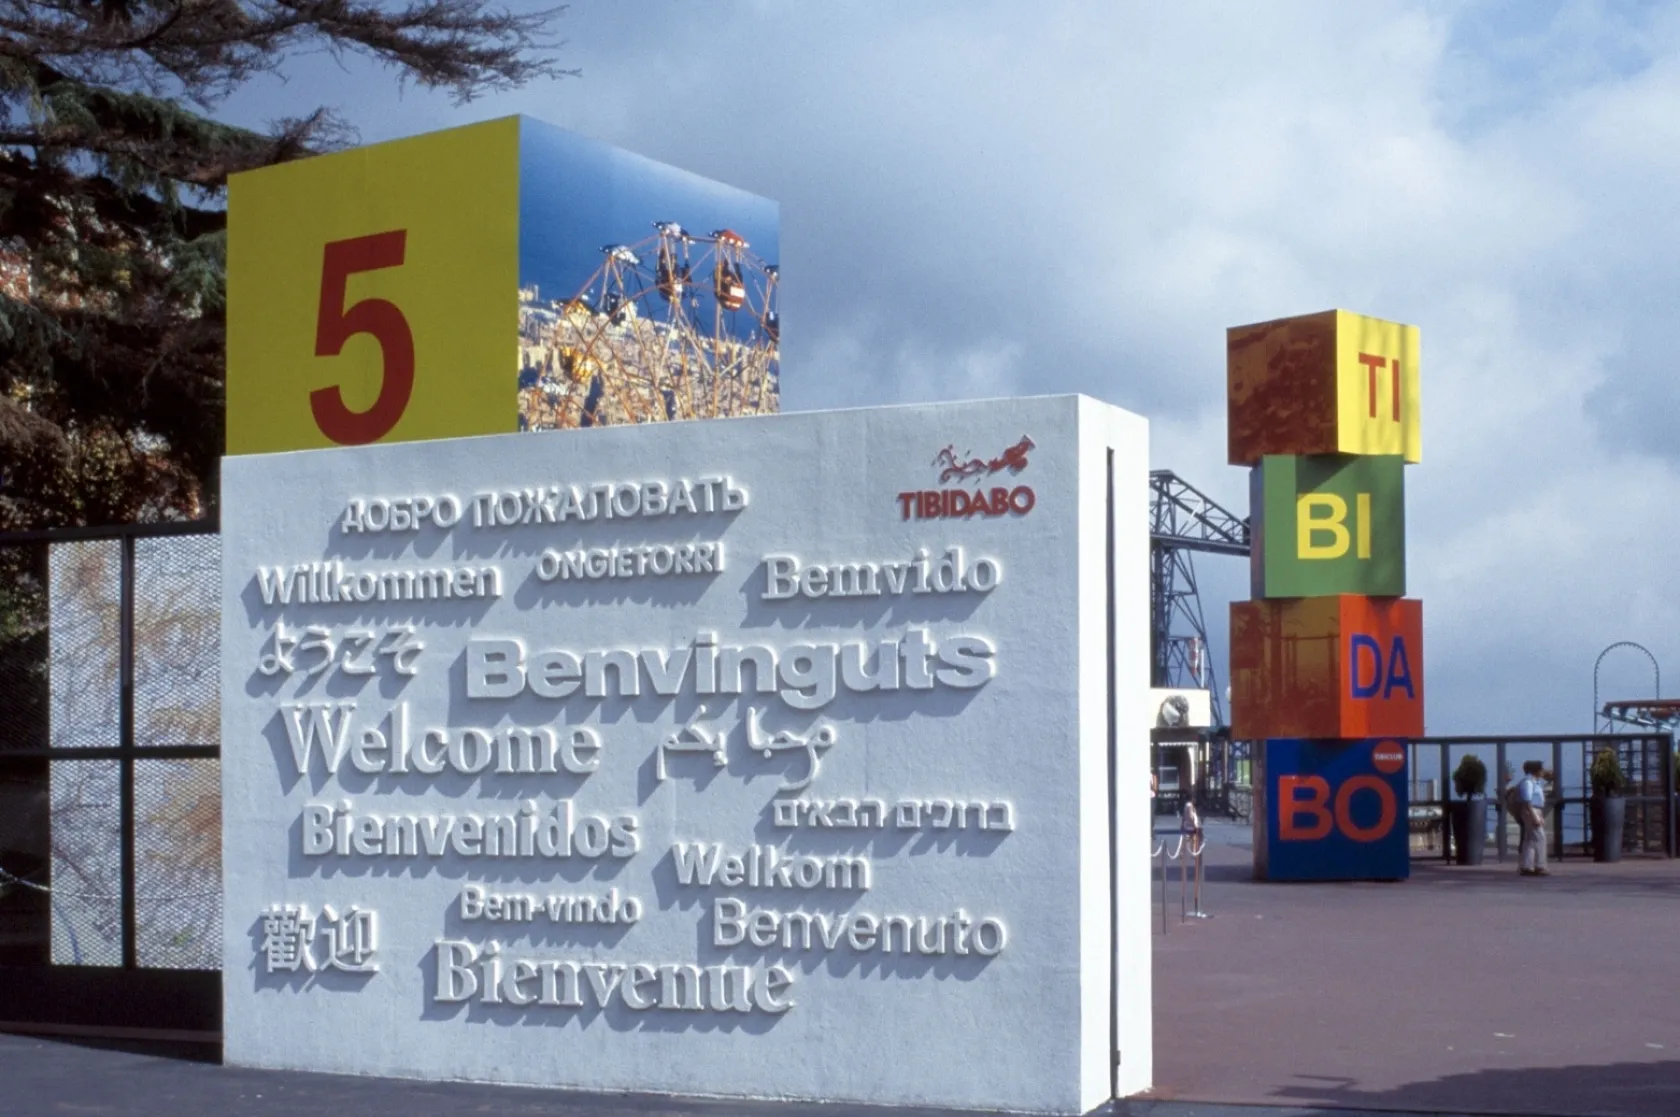 5
TIBIDABO
ДОБРО ПОЖАЛОВАТЬ
Willkommen
ONGIETORRI
Bemvido
ようこそ
Benvinguts
Welcome
مرحبا بكم
Bienvenidos
ברוכים הבאים
Welkom
Bem-vindo
Benvenuto
歡迎
Bienvenue
TI
BI
DA
BO